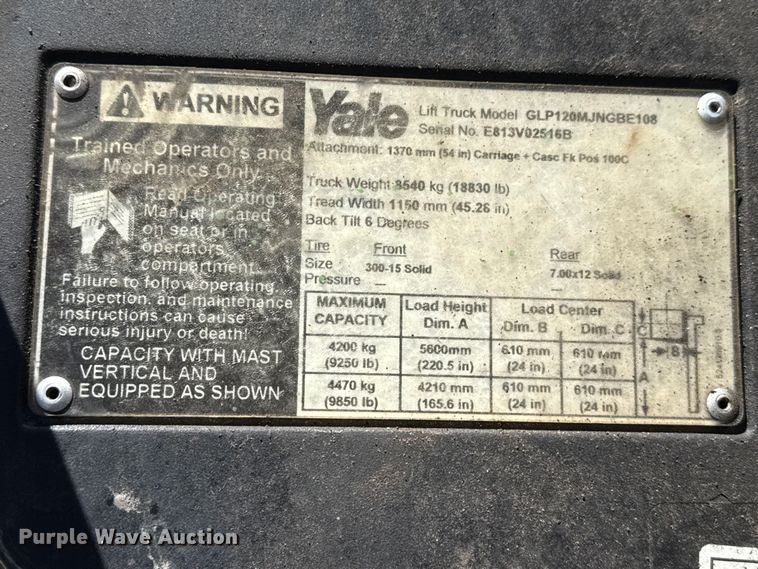 WARNING
Trained Operators and
Mechanics Only
Read Operating
Manual located
on seat or in
operators
compartment.
Failure to follow operating,
inspection, and maintenance
instructions can cause
serious injury or death!
CAPACITY WITH MAST
VERTICAL AND
EQUIPPED AS SHOWN
Yale
Lift Truck Model GLP120MJNGBE108
Serial No. E813V02516B
Attachment: 1370 mm (54 in) Carriage + Casc Fk Pos 100C
Truck Weight 8540 kg (18830 lb)
Tread Width 1150 mm (45.26 in)
Back Tilt 6 Degrees
Tire Front Rear
Size 300-15 Solid 7.00x12 Solid
Pressure — —
MAXIMUM CAPACITY Load Height Dim. A Load Center Dim. B Dim. C
4200 kg 5600mm 610 mm 610 mm
(9250 lb) (220.5 in) (24 in) (24 in)
4470 kg 4210 mm 610 mm 610 mm
(9850 lb) (165.6 in) (24 in) (24 in)
C
B
A
Purple Wave Auction